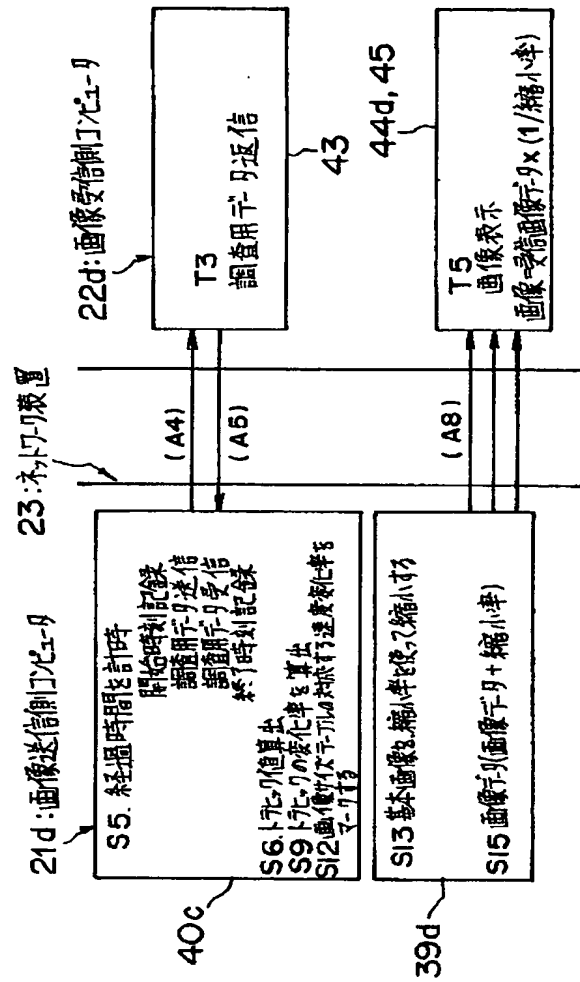 21d:画像送信側コンピュータ
S5. 経過時間を計時
開始時刻記録
調査用データ送信
調査用データ受信
終了時刻記録
S6.トラヒック値算出
S9 トラヒックの変化率を算出
S12画像サイズテーブルの対応する速度変化率を
マークする
40c
S13 基本画像を、縮小率を使って縮小する
S15 画像データ(画像データ+縮小率)
39d
23:ネットワーク装置
(A4)
(A5)
(A8)
22d:画像受信側コンピュータ
T3
調査用データ返信
43
44d, 45
T5
画像表示
画像=受信画像データ×(1/縮小率)